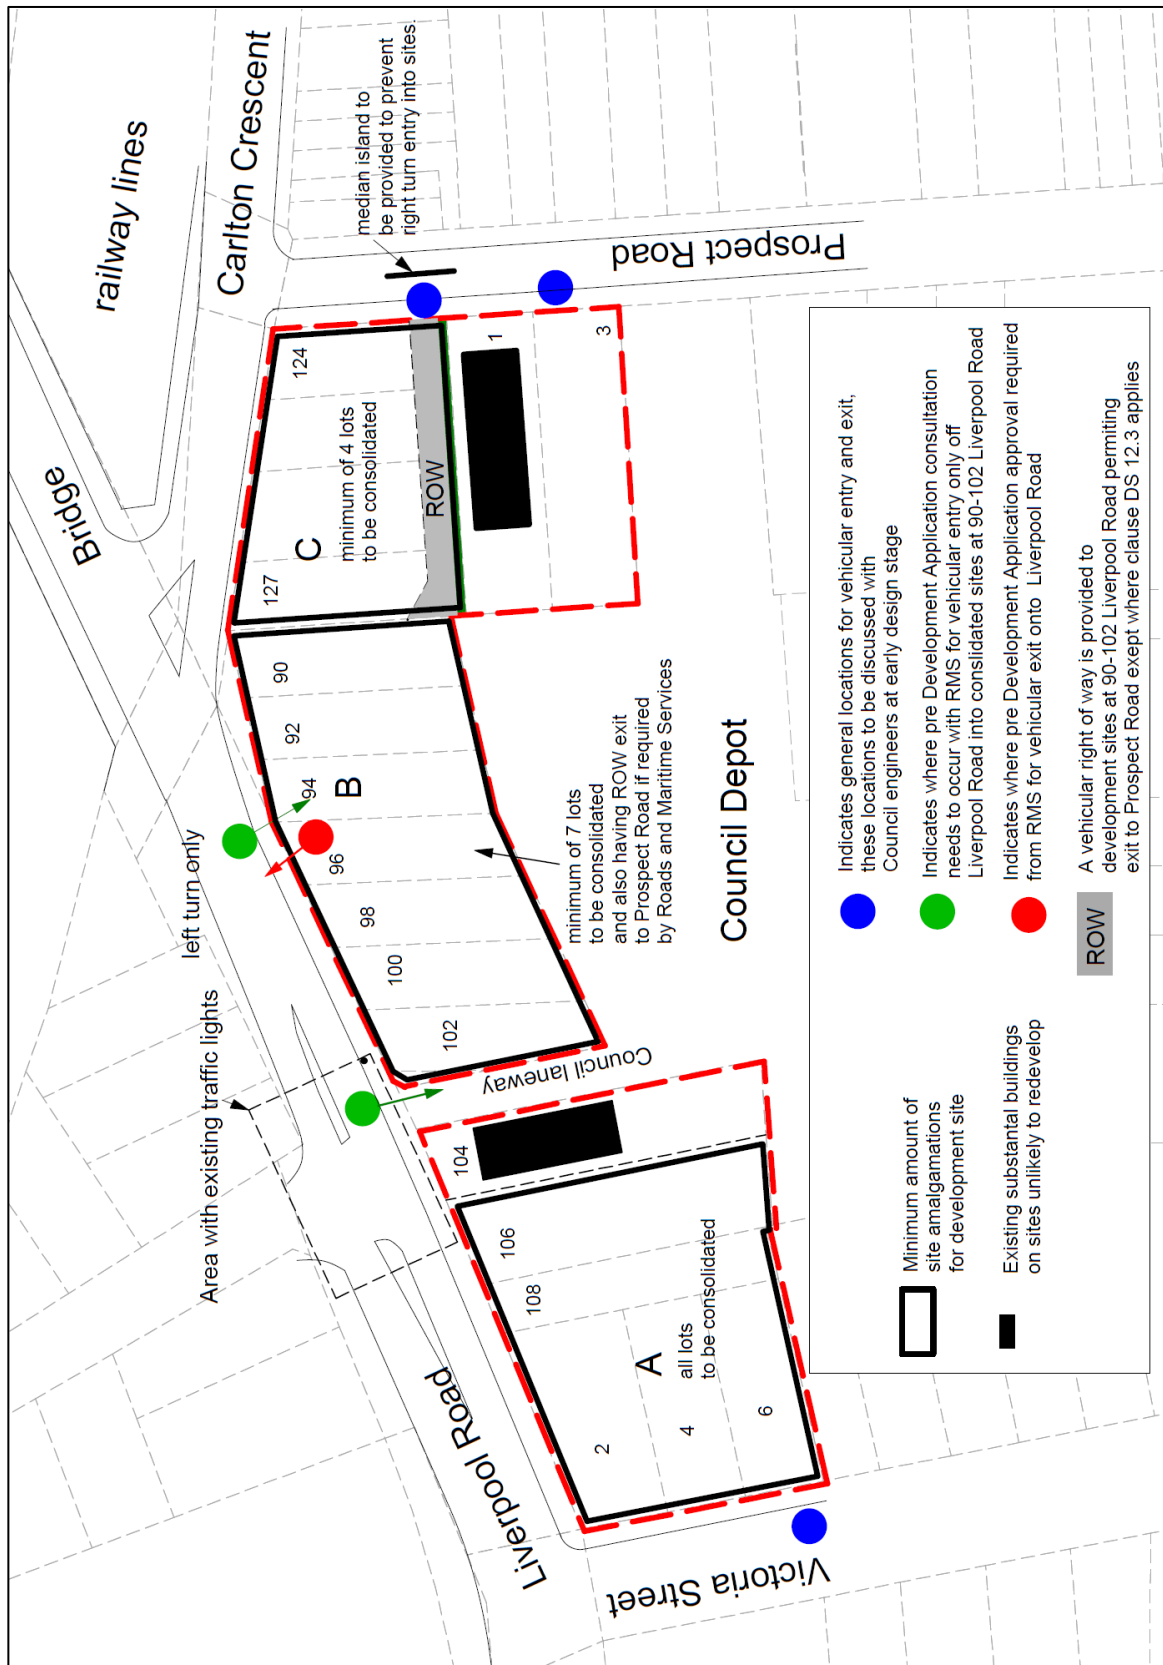 railway lines
Carlton Crescent
Bridge
median island to
be provided to prevent
right turn entry into sites.
Prospect Road
124
127
C
minimum of 4 lots
to be consolidated
ROW
1
3
left turn only
90
92
94
B
96
98
100
102
minimum of 7 lots
to be consolidated
and also having ROW exit
to Prospect Road if required
by Roads and Maritime Services
Council Depot
Area with existing traffic lights
Council laneway
104
106
108
A
all lots
to be consolidated
2
4
6
Liverpool Road
Victoria Street
Minimum amount of
site amalgamations
for development site
Existing substantal buildings
on sites unlikely to redevelop
Indicates general locations for vehicular entry and exit,
these locations to be discussed with
Council engineers at early design stage
Indicates where pre Development Application consultation
needs to occur with RMS for vehicular entry only off
Liverpool Road into conslidated sites at 90-102 Liverpool Road
Indicates where pre Development Application approval required
from RMS for vehicular exit onto Liverpool Road
ROW
A vehicular right of way is provided to
development sites at 90-102 Liverpool Road permiting
exit to Prospect Road exept where clause DS 12.3 applies